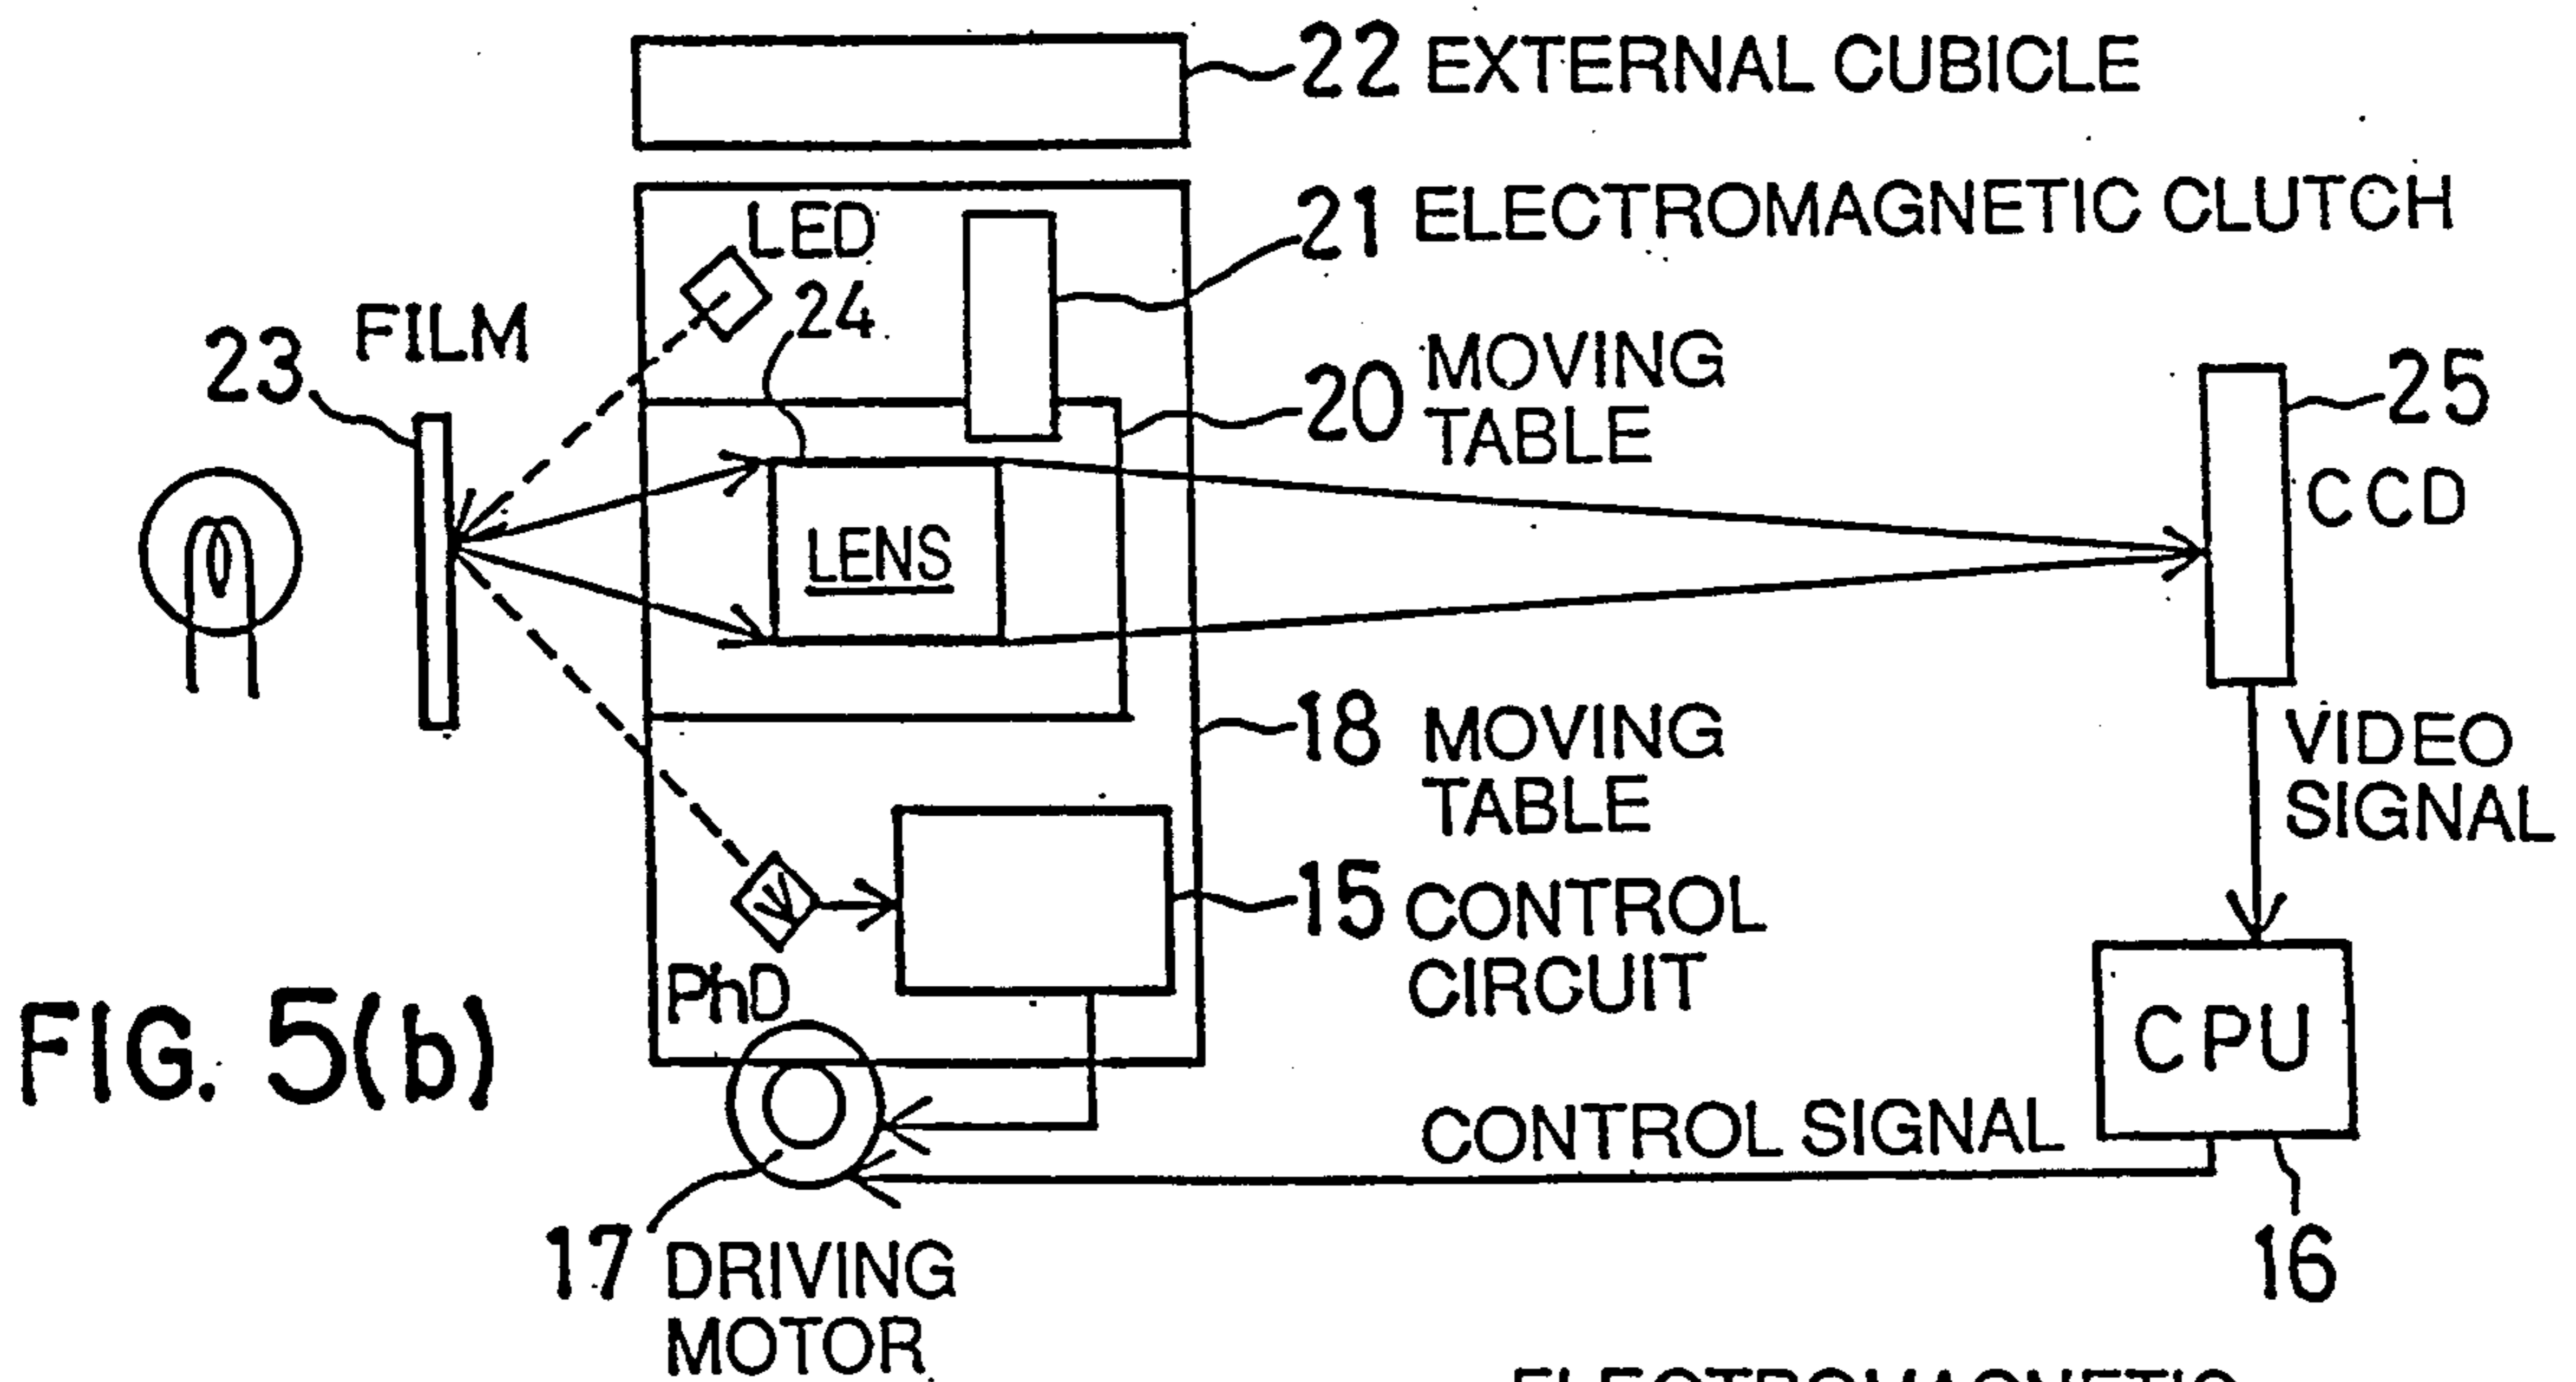 22 EXTERNAL CUBICLE
21 ELECTROMAGNETIC CLUTCH
LED
24
FILM
23
20 MOVING
TABLE
25
CCD
LENS
18 MOVING
TABLE
VIDEO
SIGNAL
15 CONTROL
CIRCUIT
PhD
FIG. 5(b)
CPU
CONTROL SIGNAL
17 DRIVING
MOTOR
16
ELECTROMAGNETIC